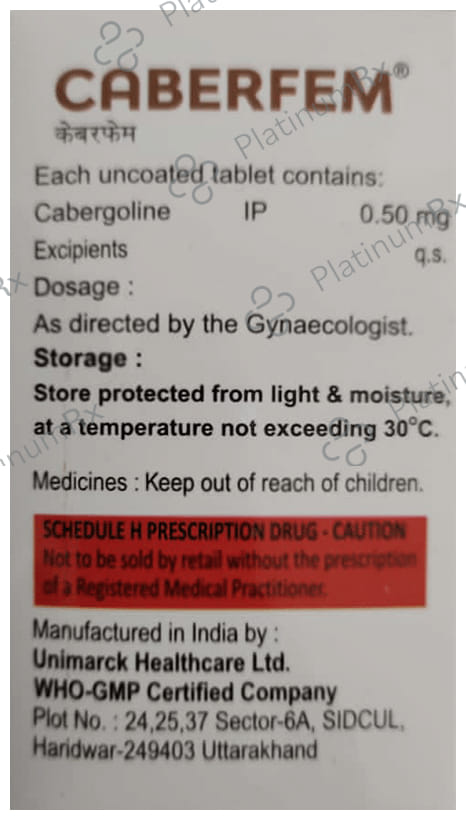 CABERFEM®
केबरफेम
Each uncoated tablet contains:
Cabergoline IP 0.50 mg
Excipients q.s.
Dosage :
As directed by the Gynaecologist.
Storage :
Store protected from light & moisture,
at a temperature not exceeding 30°C.
Medicines : Keep out of reach of children.
SCHEDULE H PRESCRIPTION DRUG - CAUTION
Not to be sold by retail without the prescription
of a Registered Medical Practitioner.
Manufactured in India by :
Unimarck Healthcare Ltd.
WHO-GMP Certified Company
Plot No. : 24,25,37 Sector-6A, SIDCUL,
Haridwar-249403 Uttarakhand
PlatinumRx
PlatinumRx